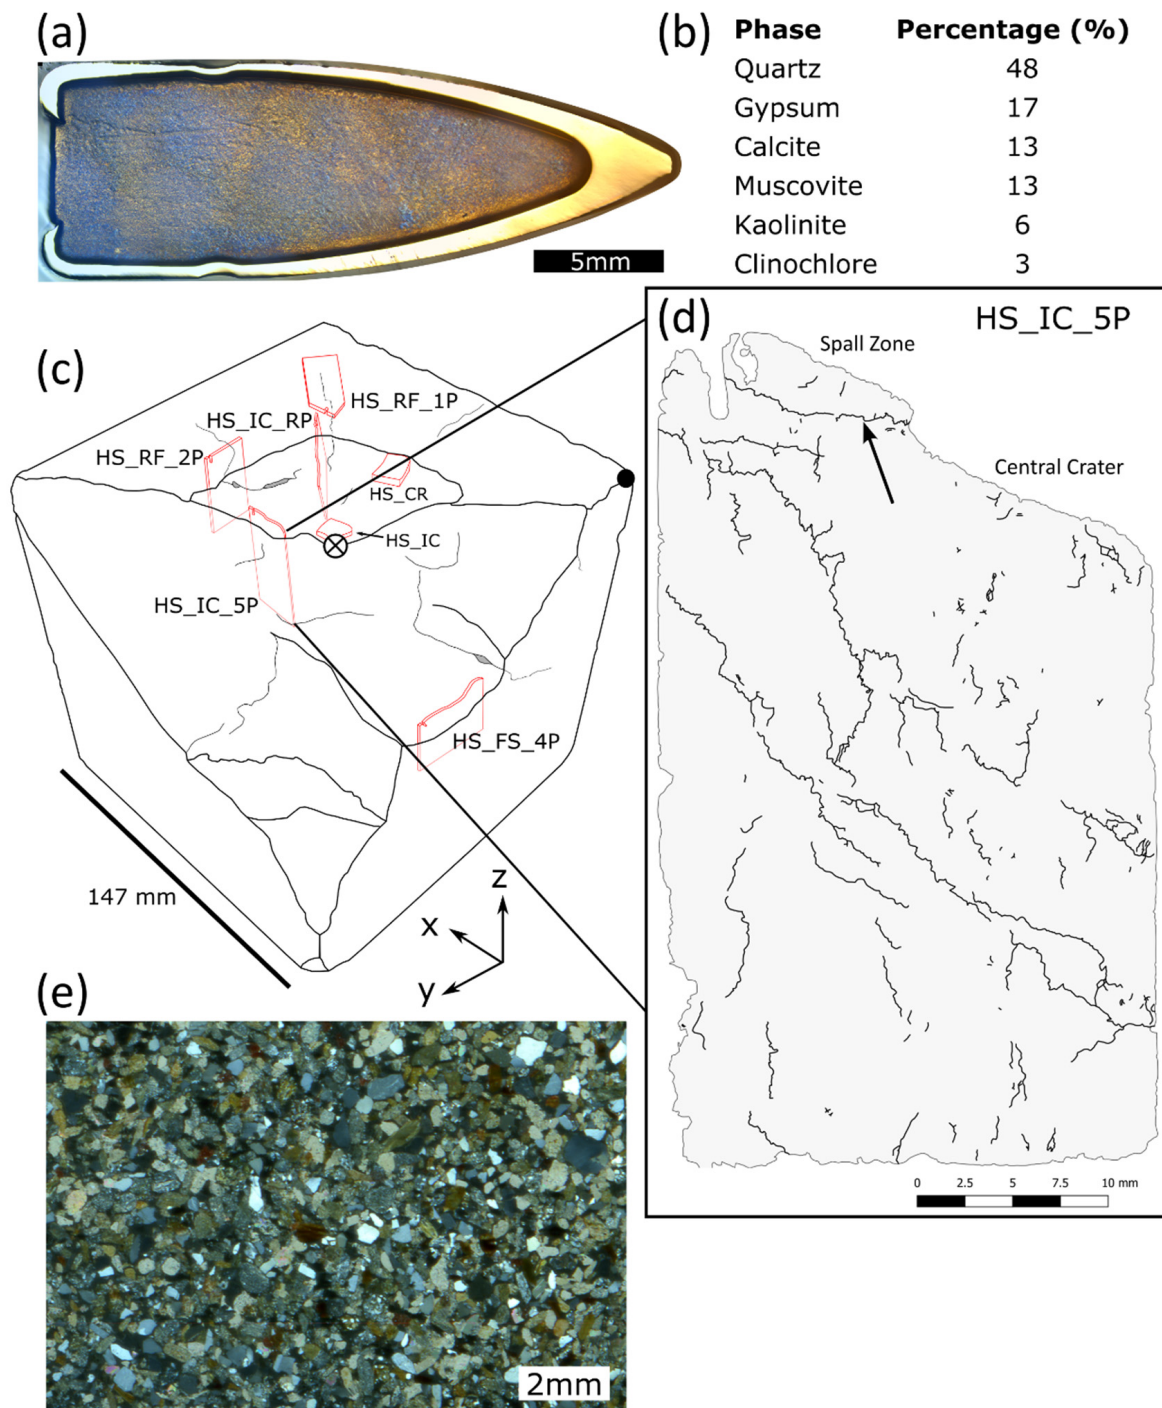 (a)
5mm
(b) Phase Percentage (%)
Quartz 48
Gypsum 17
Calcite 13
Muscovite 13
Kaolinite 6
Clinochlore 3
(c)
HS_RF_1P
HS_IC_RP
HS_RF_2P
HS_CR
HS_IC
HS_IC_5P
HS_FS_4P
147 mm
z
x
y
(d) HS_IC_5P
Spall Zone
Central Crater
0 2.5 5 7.5 10 mm
(e)
2mm